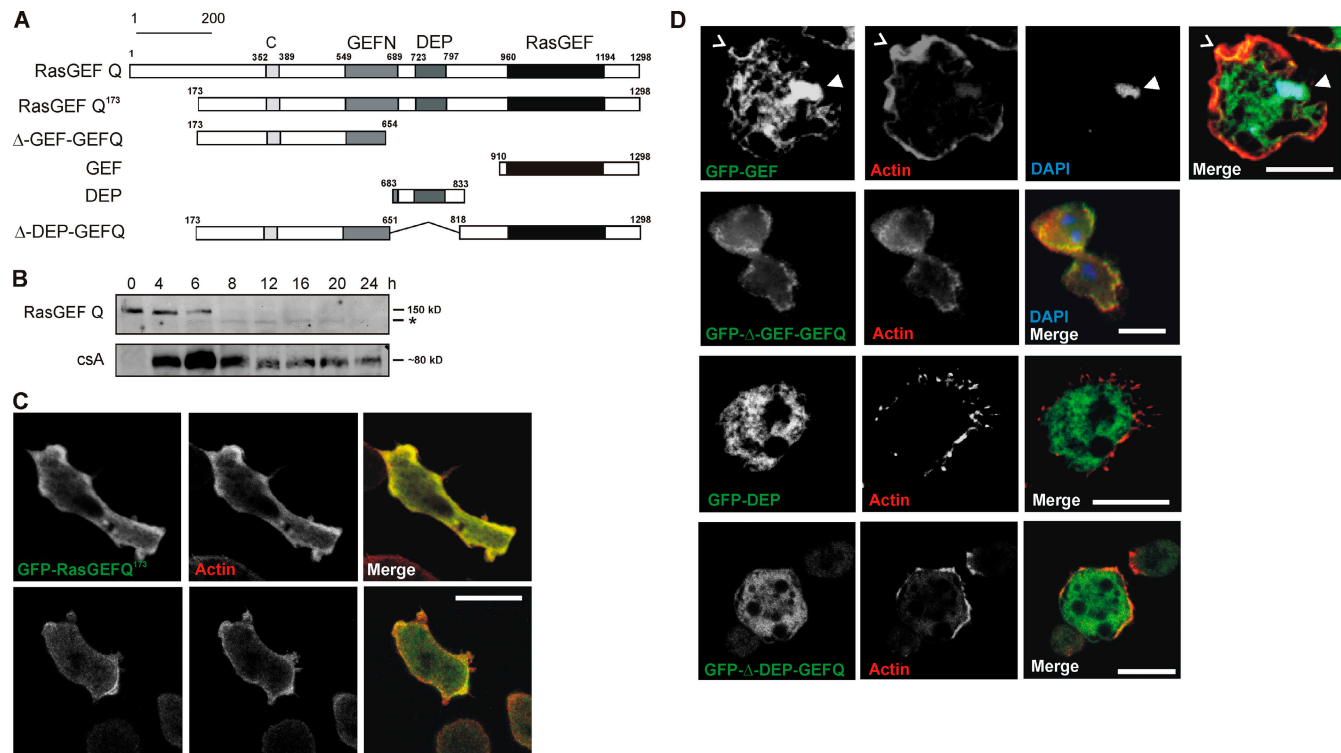 A
1 200
C GEFN DEP RasGEF
1 352 389 549 689 723 797 960 1194 1298
RasGEF Q
173 1298
RasGEF Q173
173 654
Δ-GEF-GEFQ
910 1298
GEF
683 833
DEP
173 651 818 1298
Δ-DEP-GEFQ
B
0 4 6 8 12 16 20 24 h
RasGEF Q 150 kD
*
csA ~80 kD
C
GFP-RasGEFQ173 Actin Merge
D
GFP-GEF Actin DAPI Merge
DAPI
GFP-Δ-GEF-GEFQ Actin Merge
GFP-DEP Actin Merge
GFP-Δ-DEP-GEFQ Actin Merge